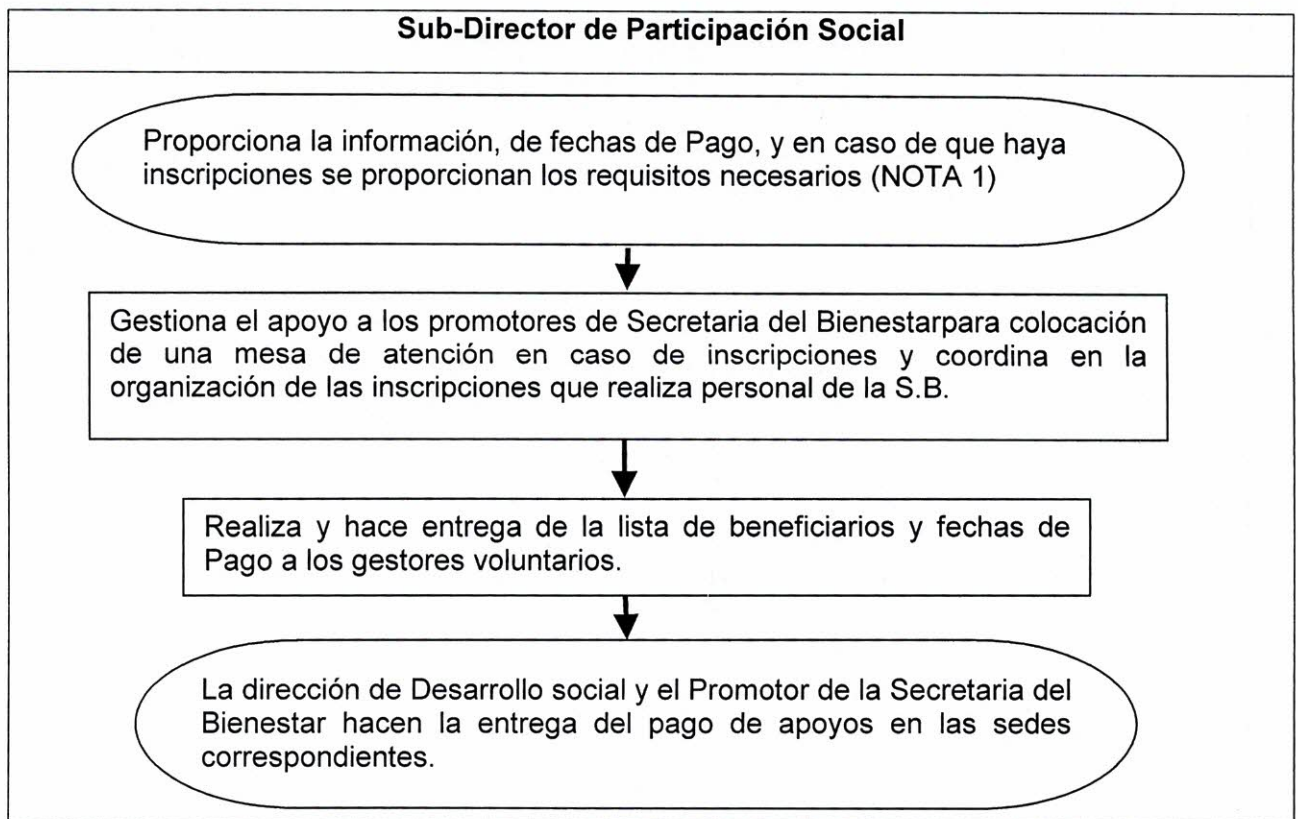 Sub-Director de Participación Social
Proporciona la información, de fechas de Pago, y en caso de que haya
inscripciones se proporcionan los requisitos necesarios (NOTA 1)
Gestiona el apoyo a los promotores de Secretaria del Bienestarpara colocación
de una mesa de atención en caso de inscripciones y coordina en la
organización de las inscripciones que realiza personal de la S.B.
Realiza y hace entrega de la lista de beneficiarios y fechas de
Pago a los gestores voluntarios.
La dirección de Desarrollo social y el Promotor de la Secretaria del
Bienestar hacen la entrega del pago de apoyos en las sedes
correspondientes.